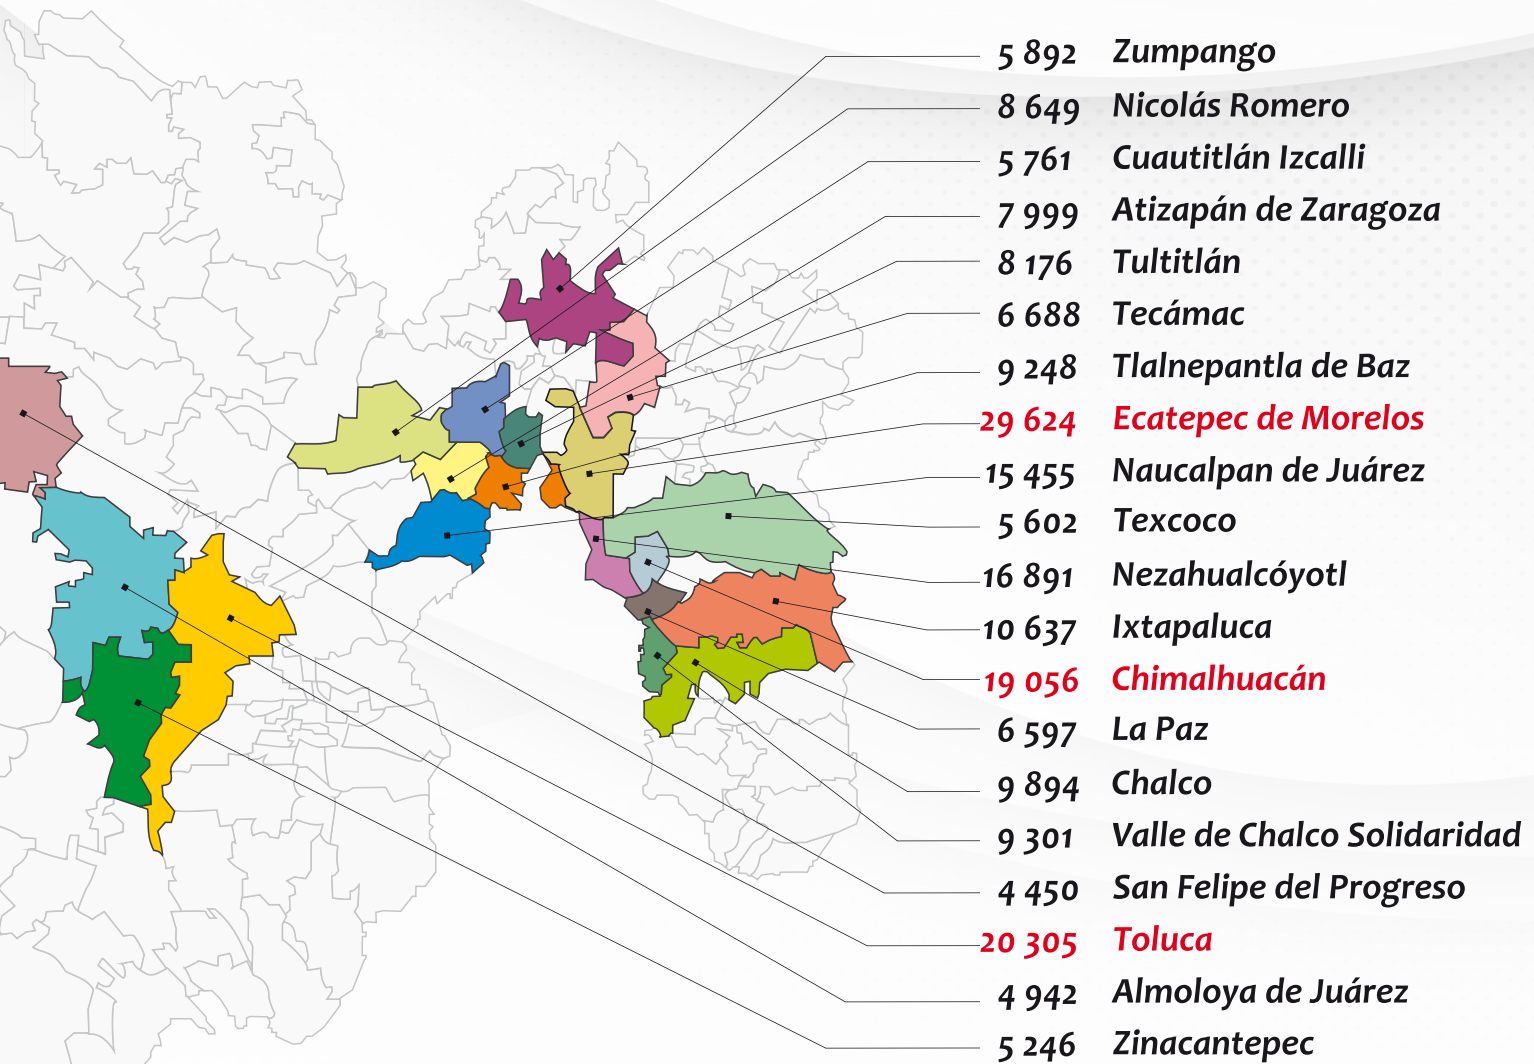 5 892 Zumpango
8 649 Nicolás Romero
5 761 Cuautitlán Izcalli
7 999 Atizapán de Zaragoza
8 176 Tultitlán
6 688 Tecámac
9 248 Tlalnepantla de Baz
29 624 Ecatepec de Morelos
15 455 Naucalpan de Juárez
5 602 Texcoco
16 891 Nezahualcóyotl
10 637 Ixtapaluca
19 056 Chimalhuacán
6 597 La Paz
9 894 Chalco
9 301 Valle de Chalco Solidaridad
4 450 San Felipe del Progreso
20 305 Toluca
4 942 Almoloya de Juárez
5 246 Zinacantepec